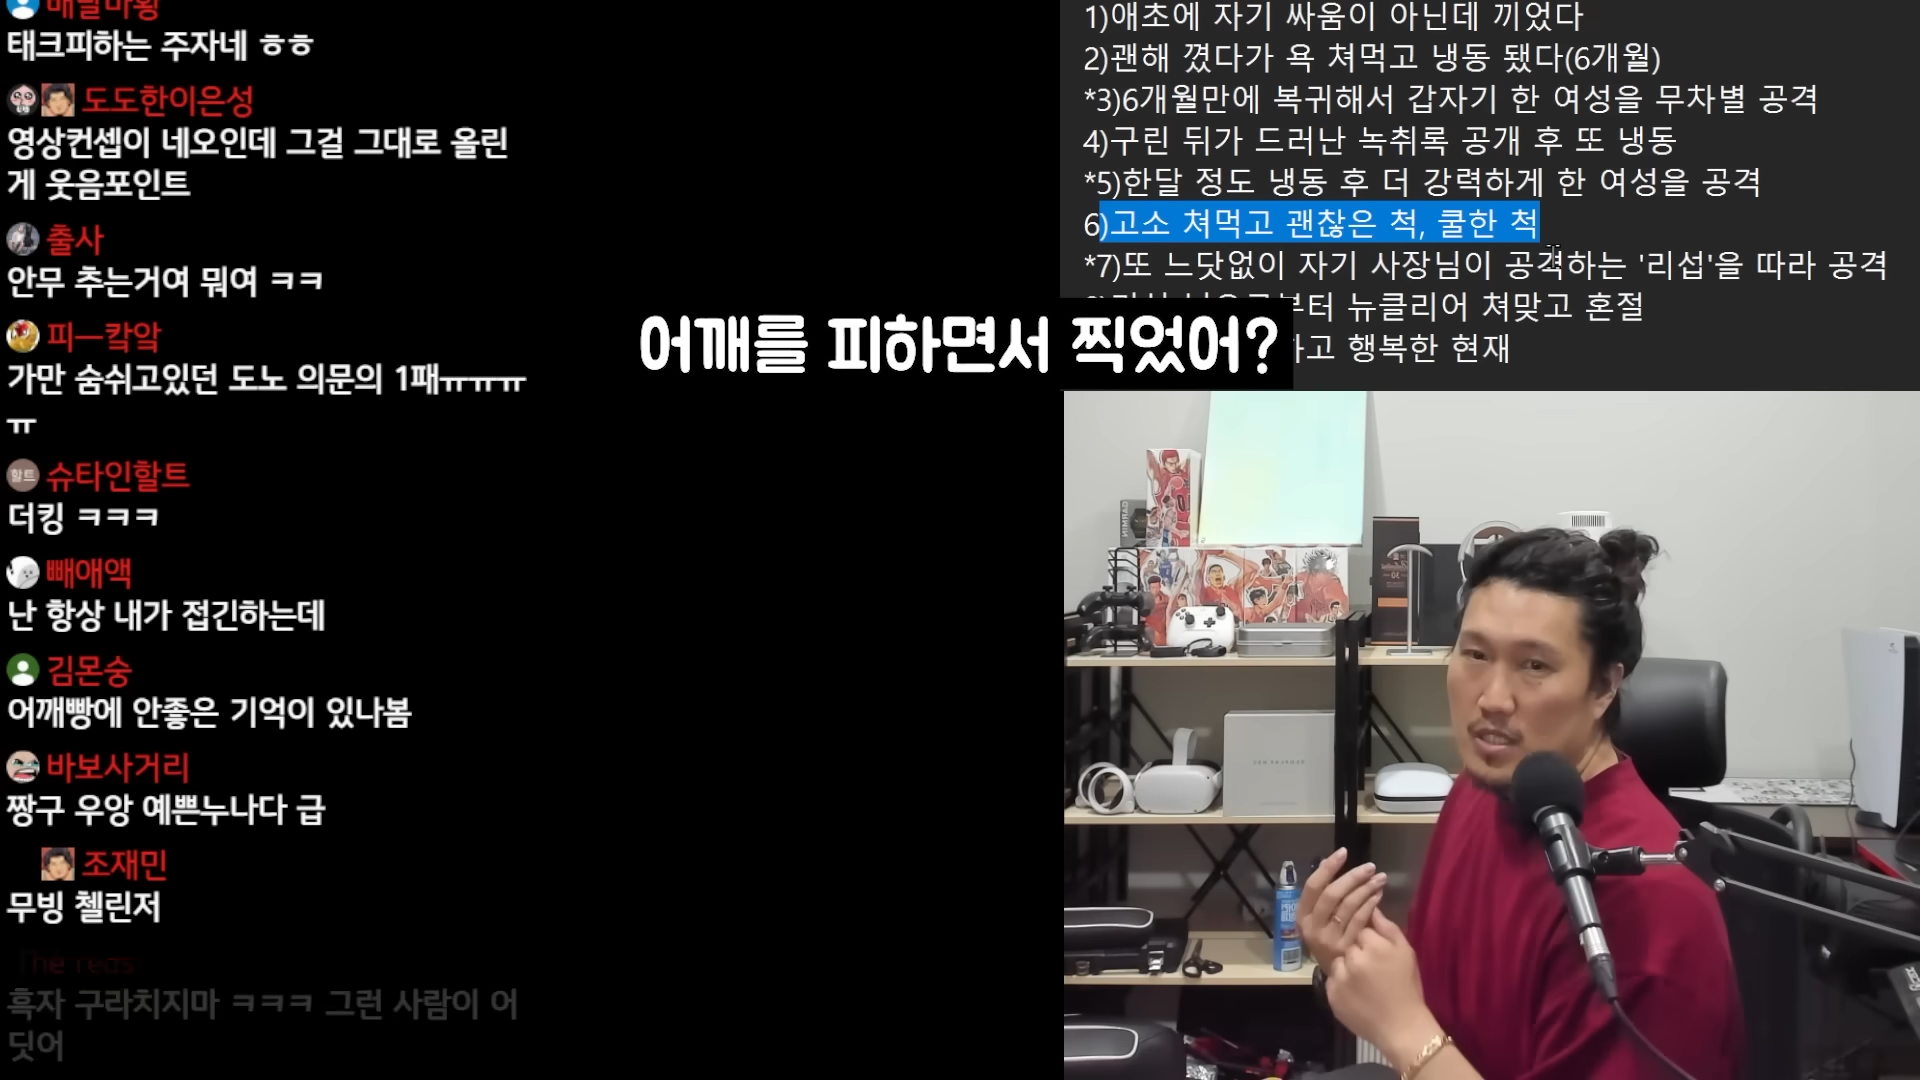 태크피하는 주자네 ㅎㅎ
도도한이은성
영상컨셉이 네오인데 그걸 그대로 올린
게 웃음포인트
출사
안무 추는거여 뭐여 ㅋㅋ
피ㅡ칵알
가만 숨쉬고있던 도노 의문의 1패ㅠㅠㅠ
ㅠ
할트
슈타인할트
더킹 ㅋㅋㅋ
빼애액
난 항상 내가 접긴하는데
김몬숭
어깨빵에 안좋은 기억이 있나봄
바보사거리
짱구 우앙 예쁜누나다 급
조재민
무빙 첼린저
흑자 구라치지마 ㅋㅋㅋ 그런 사람이 어
딧어
1)애초에 자기 싸움이 아닌데 끼었다
2)괜해 꼈다가 욕 쳐먹고 냉동 됐다(6개월)
*3)6개월만에 복귀해서 갑자기 한 여성을 무차별 공격
4)구린 뒤가 드러난 녹취록 공개 후 또 냉동
*5)한달 정도 냉동 후 더 강력하게 한 여성을 공격
6)고소 쳐먹고 괜찮은 척, 쿨한 척
*7)또 느닷없이 자기 사장님이 공격하는 '리섭'을 따라 공격
뉴클리어 쳐맞고 혼절
행복한 현재
어깨를 피하면서 찍었어?